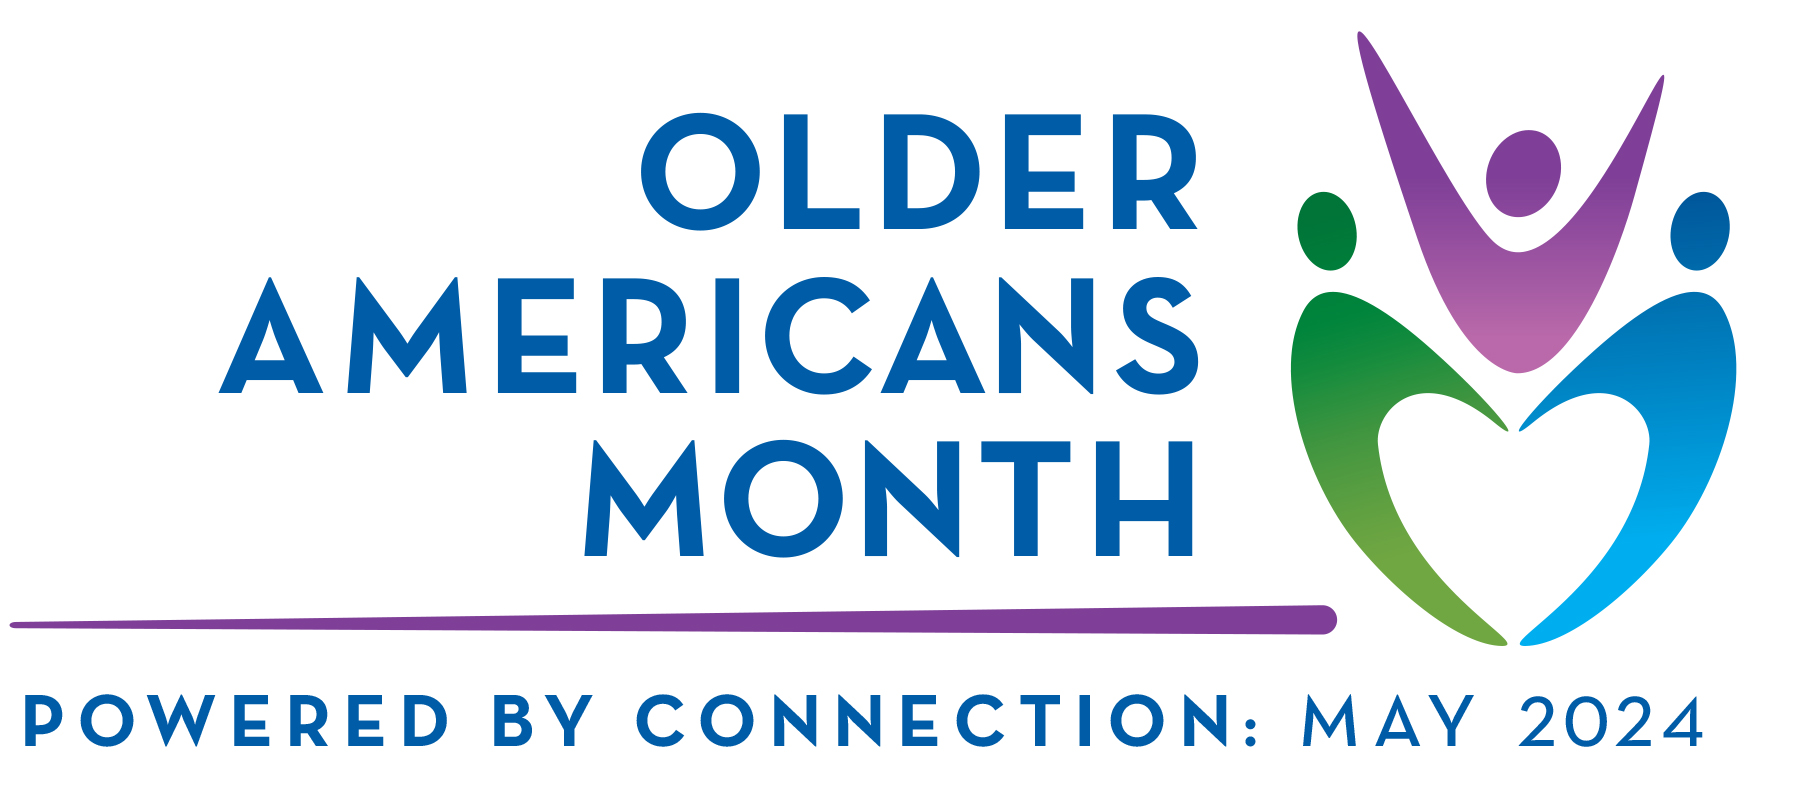 OLDER
AMERICANS
MONTH
POWERED BY CONNECTION: MAY 2024